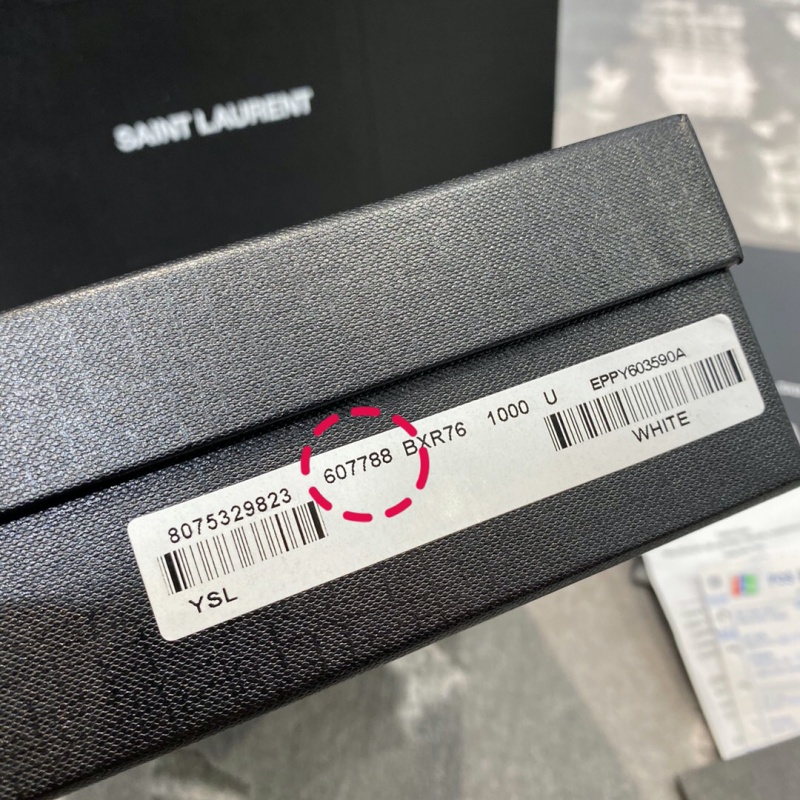 SAINT LAURENT
8075329823 607788 BXR76 1000 U EPPY603590A
YSL WHITE